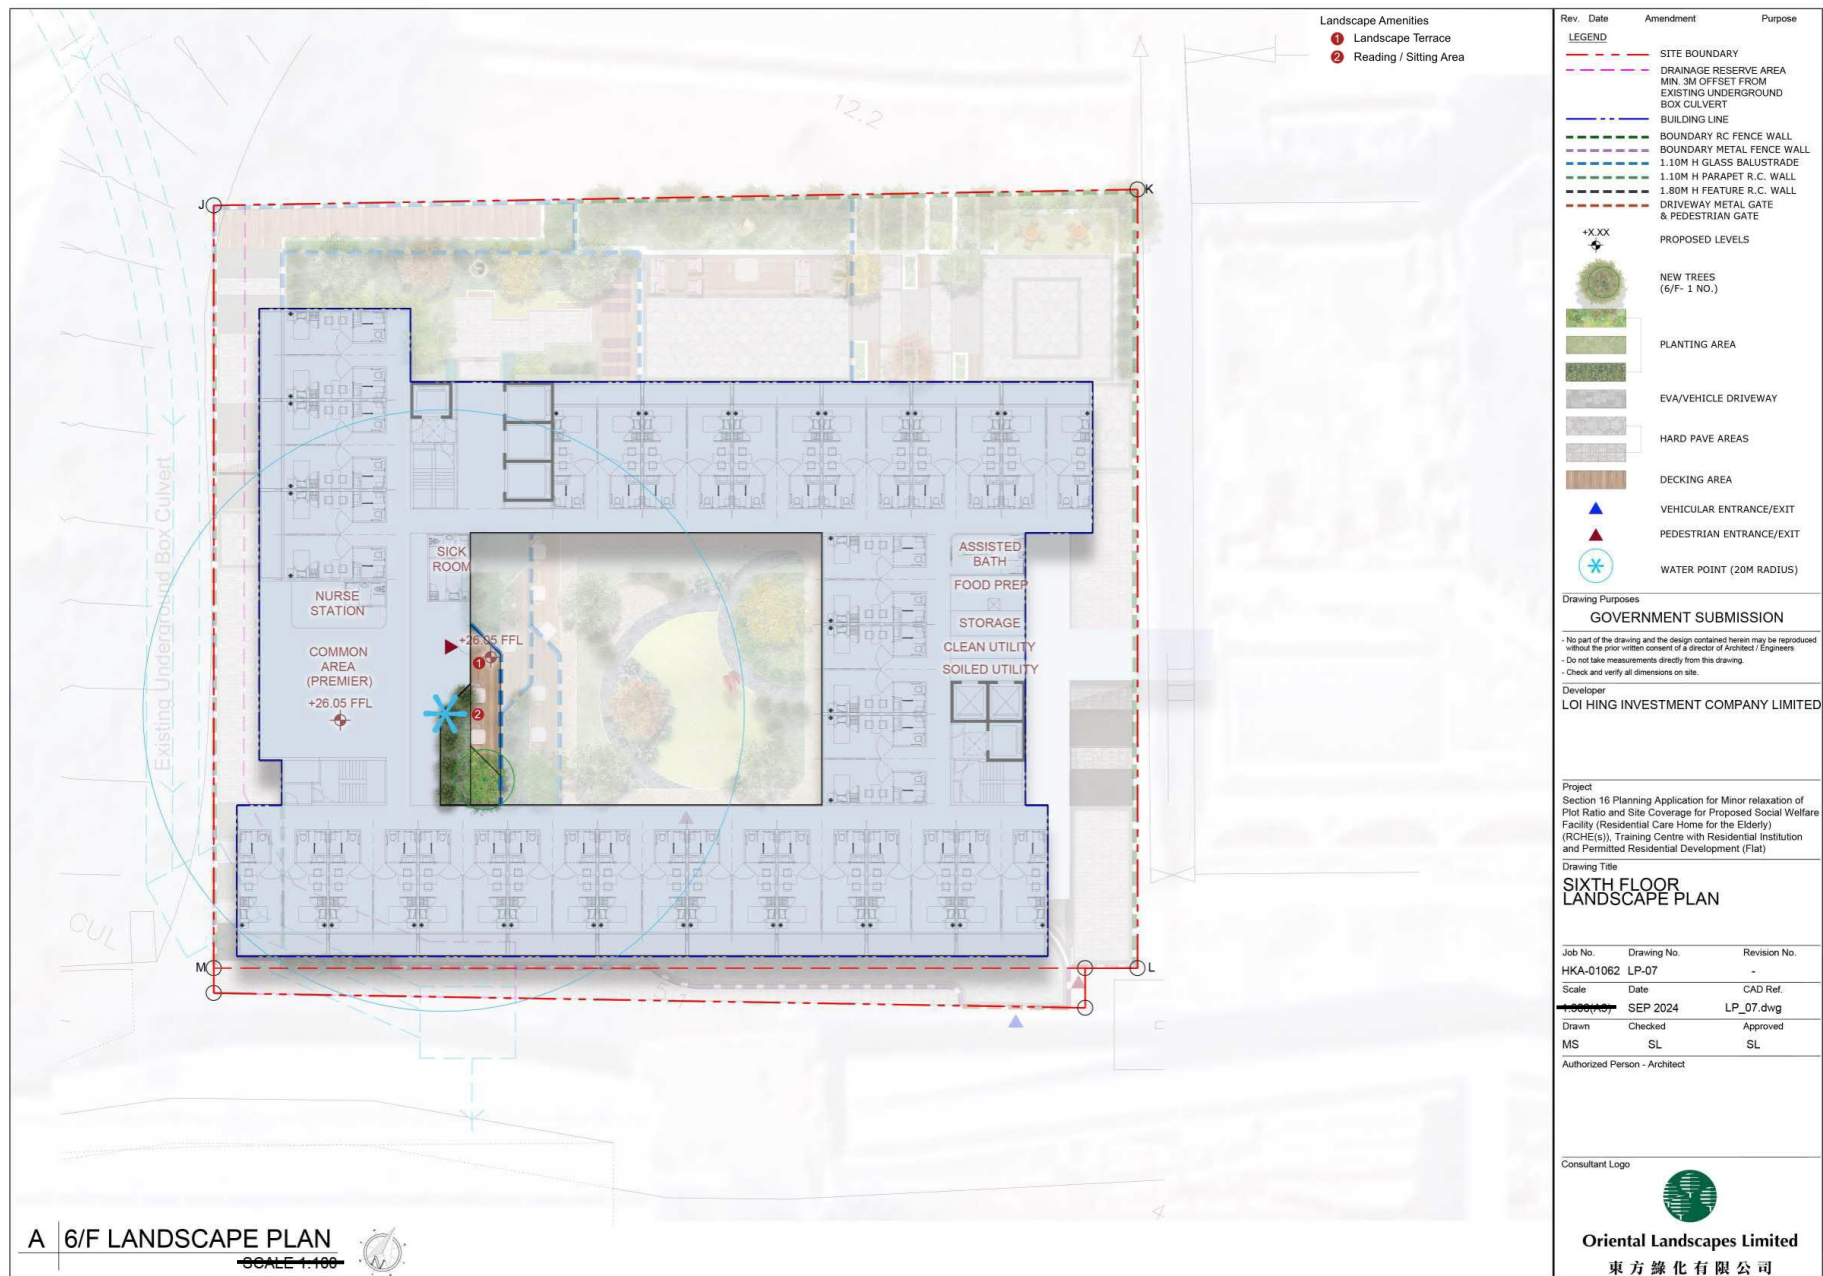 Landscape Amenities
1 Landscape Terrace
2 Reading / Sitting Area
12.2
J
K
Existing Underground Box Culvert
SICK
ROOM
NURSE
STATION
COMMON
AREA
(PREMIER)
+26.05 FFL
+26.05 FFL
1
2
ASSISTED
BATH
FOOD PREP
STORAGE
CLEAN UTILITY
SOILED UTILITY
CUL
M
L
A 6/F LANDSCAPE PLAN
SCALE 1:100
N
Rev. Date Amendment Purpose
LEGEND
SITE BOUNDARY
DRAINAGE RESERVE AREA
MIN. 3M OFFSET FROM
EXISTING UNDERGROUND
BOX CULVERT
BUILDING LINE
BOUNDARY RC FENCE WALL
BOUNDARY METAL FENCE WALL
1.10M H GLASS BALUSTRADE
1.10M H PARAPET R.C. WALL
1.80M H FEATURE R.C. WALL
DRIVEWAY METAL GATE
& PEDESTRIAN GATE
+X.XX
PROPOSED LEVELS
NEW TREES
(6/F- 1 NO.)
PLANTING AREA
EVA/VEHICLE DRIVEWAY
HARD PAVE AREAS
DECKING AREA
VEHICULAR ENTRANCE/EXIT
PEDESTRIAN ENTRANCE/EXIT
WATER POINT (20M RADIUS)
Drawing Purposes
GOVERNMENT SUBMISSION
- No part of the drawing and the design contained herein may be reproduced
without the prior written consent of a director of Architect / Engineers
- Do not take measurements directly from this drawing.
- Check and verify all dimensions on site.
Developer
LOI HING INVESTMENT COMPANY LIMITED
Project
Section 16 Planning Application for Minor relaxation of
Plot Ratio and Site Coverage for Proposed Social Welfare
Facility (Residential Care Home for the Elderly)
(RCHE(s)), Training Centre with Residential Institution
and Permitted Residential Development (Flat)
Drawing Title
SIXTH FLOOR
LANDSCAPE PLAN
Job No. Drawing No. Revision No.
HKA-01062 LP-07 -
Scale Date CAD Ref.
SEP 2024 LP_07.dwg
Drawn Checked Approved
MS SL SL
Authorized Person - Architect
Consultant Logo
Oriental Landscapes Limited
東方綠化有限公司